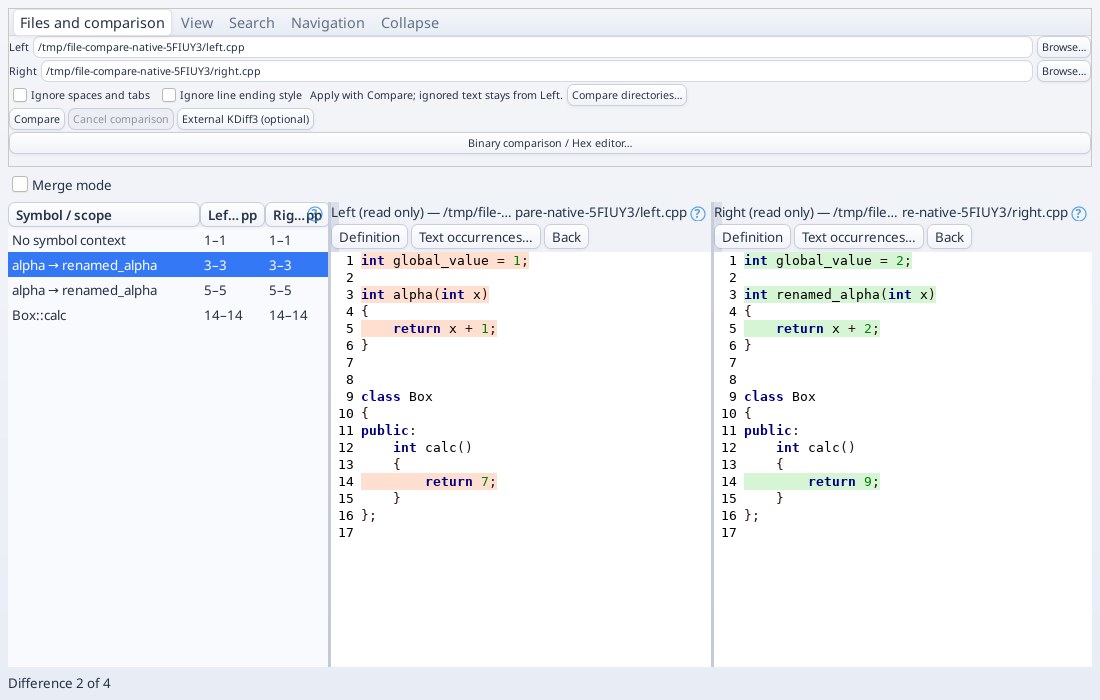 Files and comparison View Search Navigation Collapse
Left /tmp/file-compare-native-5FIUY3/left.cpp Browse...
Right /tmp/file-compare-native-5FIUY3/right.cpp Browse...
Ignore spaces and tabs Ignore line ending style Apply with Compare; ignored text stays from Left. Compare directories...
Compare Cancel comparison External KDiff3 (optional)
Binary comparison / Hex editor...
Merge mode
Symbol / scope Lef... pp Rig... pp
No symbol context 1–1 1–1
alpha → renamed_alpha 3–3 3–3
alpha → renamed_alpha 5–5 5–5
Box::calc 14–14 14–14
Left (read only) — /tmp/file-... pare-native-5FIUY3/left.cpp ?
Definition Text occurrences... Back
1 int global_value = 1;
2
3 int alpha(int x)
4 {
5     return x + 1;
6 }
7
8
9 class Box
10 {
11 public:
12     int calc()
13     {
14         return 7;
15     }
16 };
17
Right (read only) — /tmp/file... re-native-5FIUY3/right.cpp ?
Definition Text occurrences... Back
1 int global_value = 2;
2
3 int renamed_alpha(int x)
4 {
5     return x + 2;
6 }
7
8
9 class Box
10 {
11 public:
12     int calc()
13     {
14         return 9;
15     }
16 };
17
Difference 2 of 4